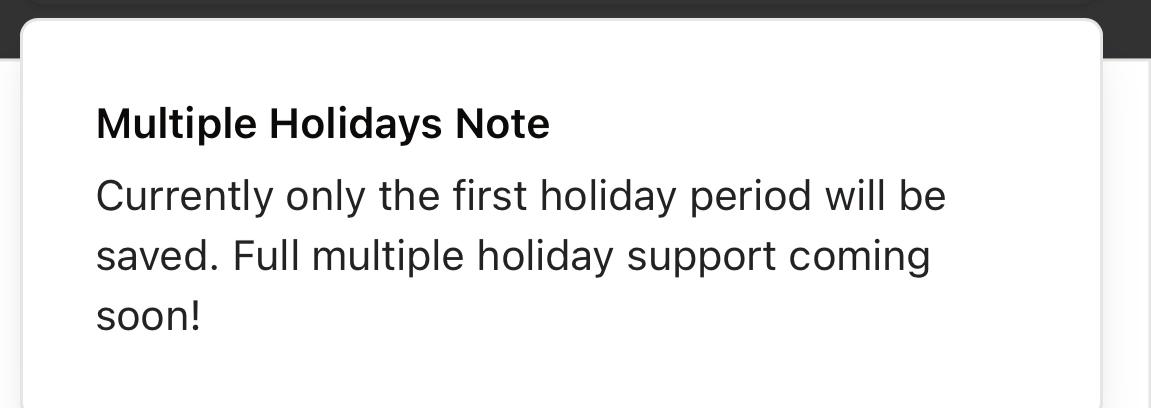 Multiple Holidays Note
Currently only the first holiday period will be
saved. Full multiple holiday support coming
soon!